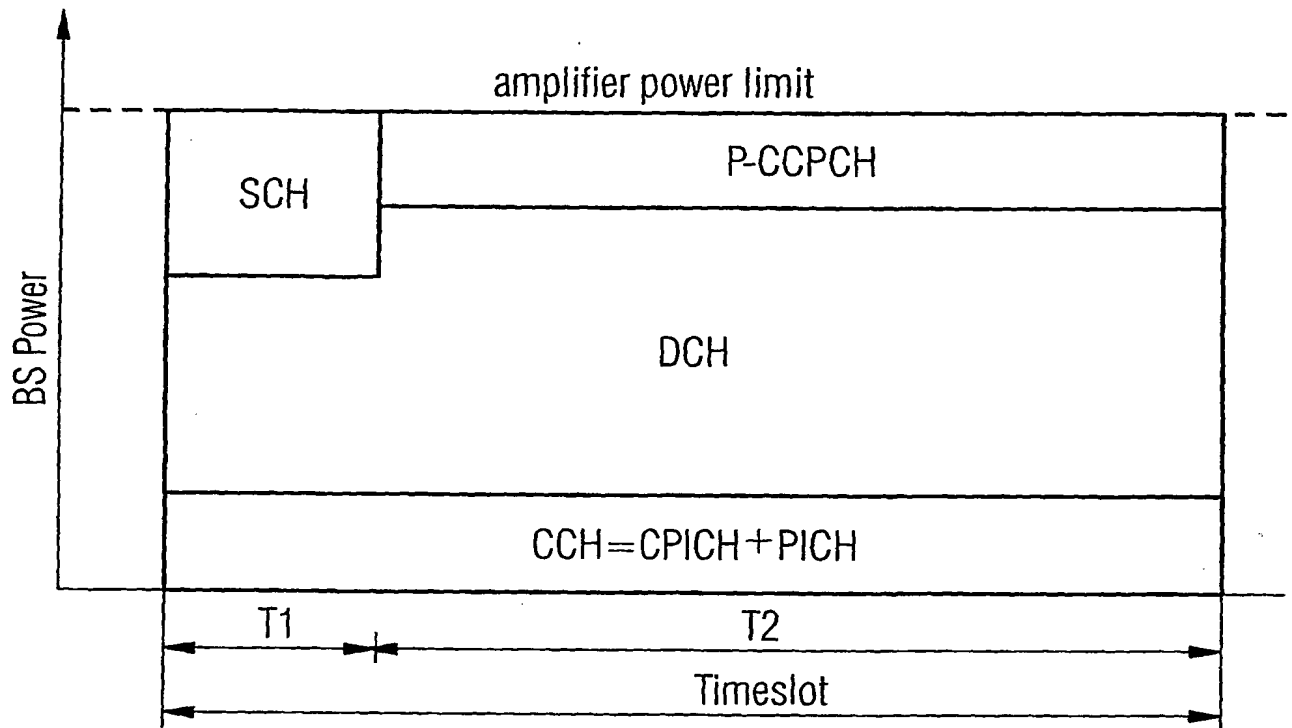 amplifier power limit
SCH
P-CCPCH
BS Power
DCH
CCH=CPICH+PICH
T1
T2
Timeslot